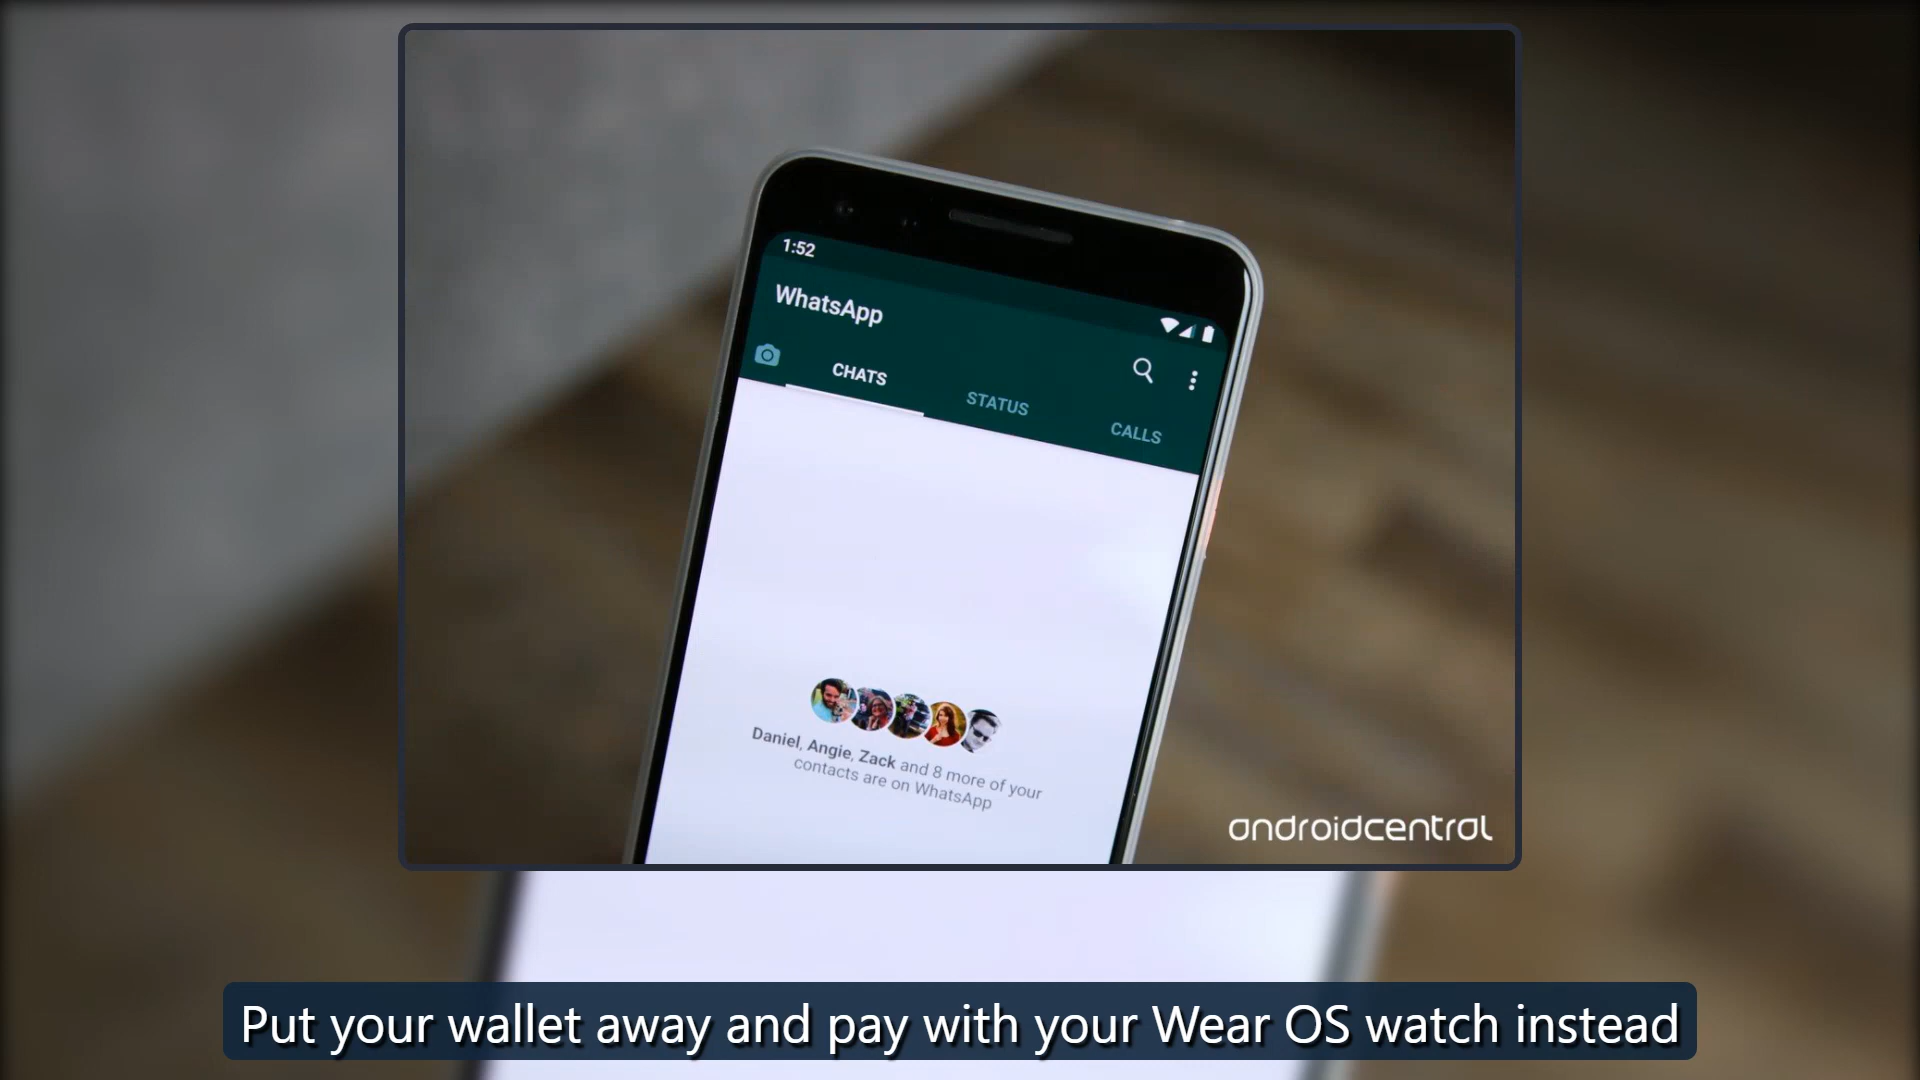 1:52
WhatsApp
CHATS
STATUS
CALLS
Daniel, Angie, Zack and 8 more of your
contacts are on WhatsApp
androidcentral
Put your wallet away and pay with your Wear OS watch instead